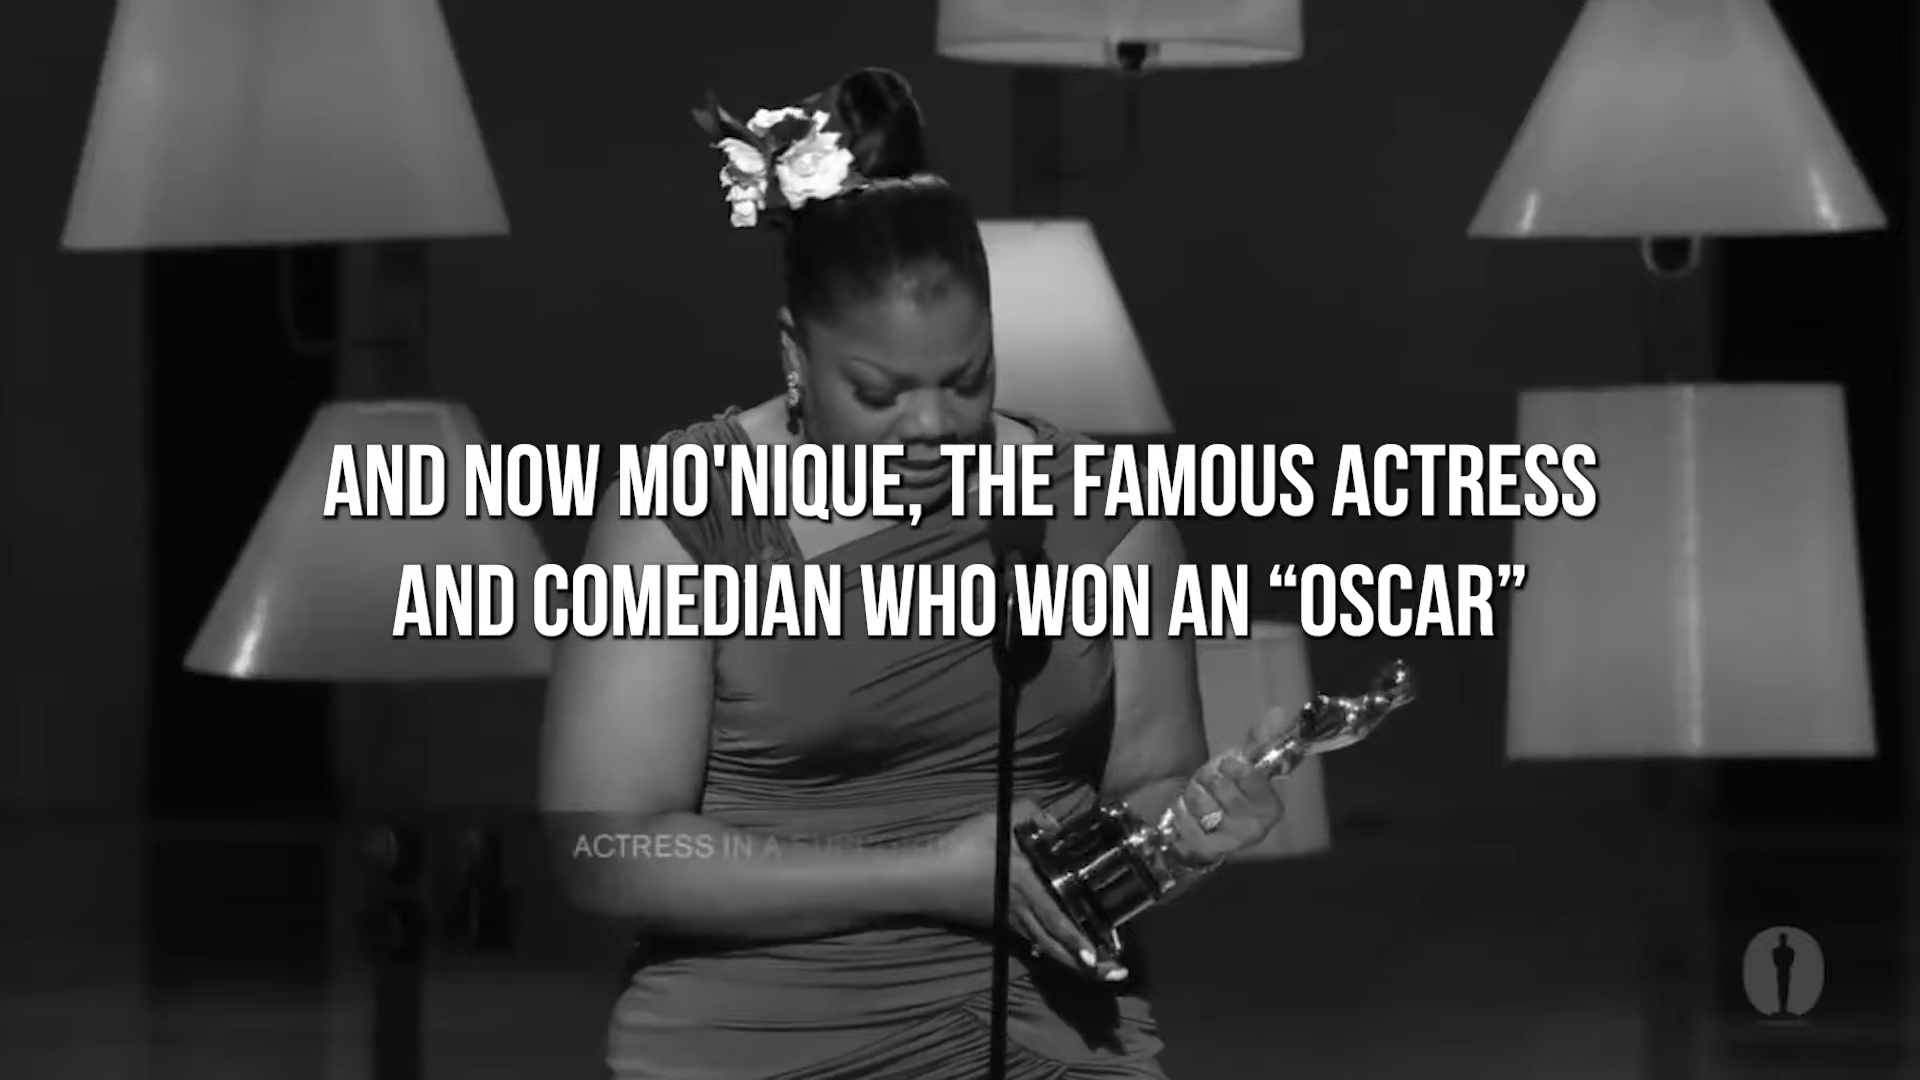 AND NOW MO'NIQUE, THE FAMOUS ACTRESS
AND COMEDIAN WHO WON AN “OSCAR”
ACTRESS IN A